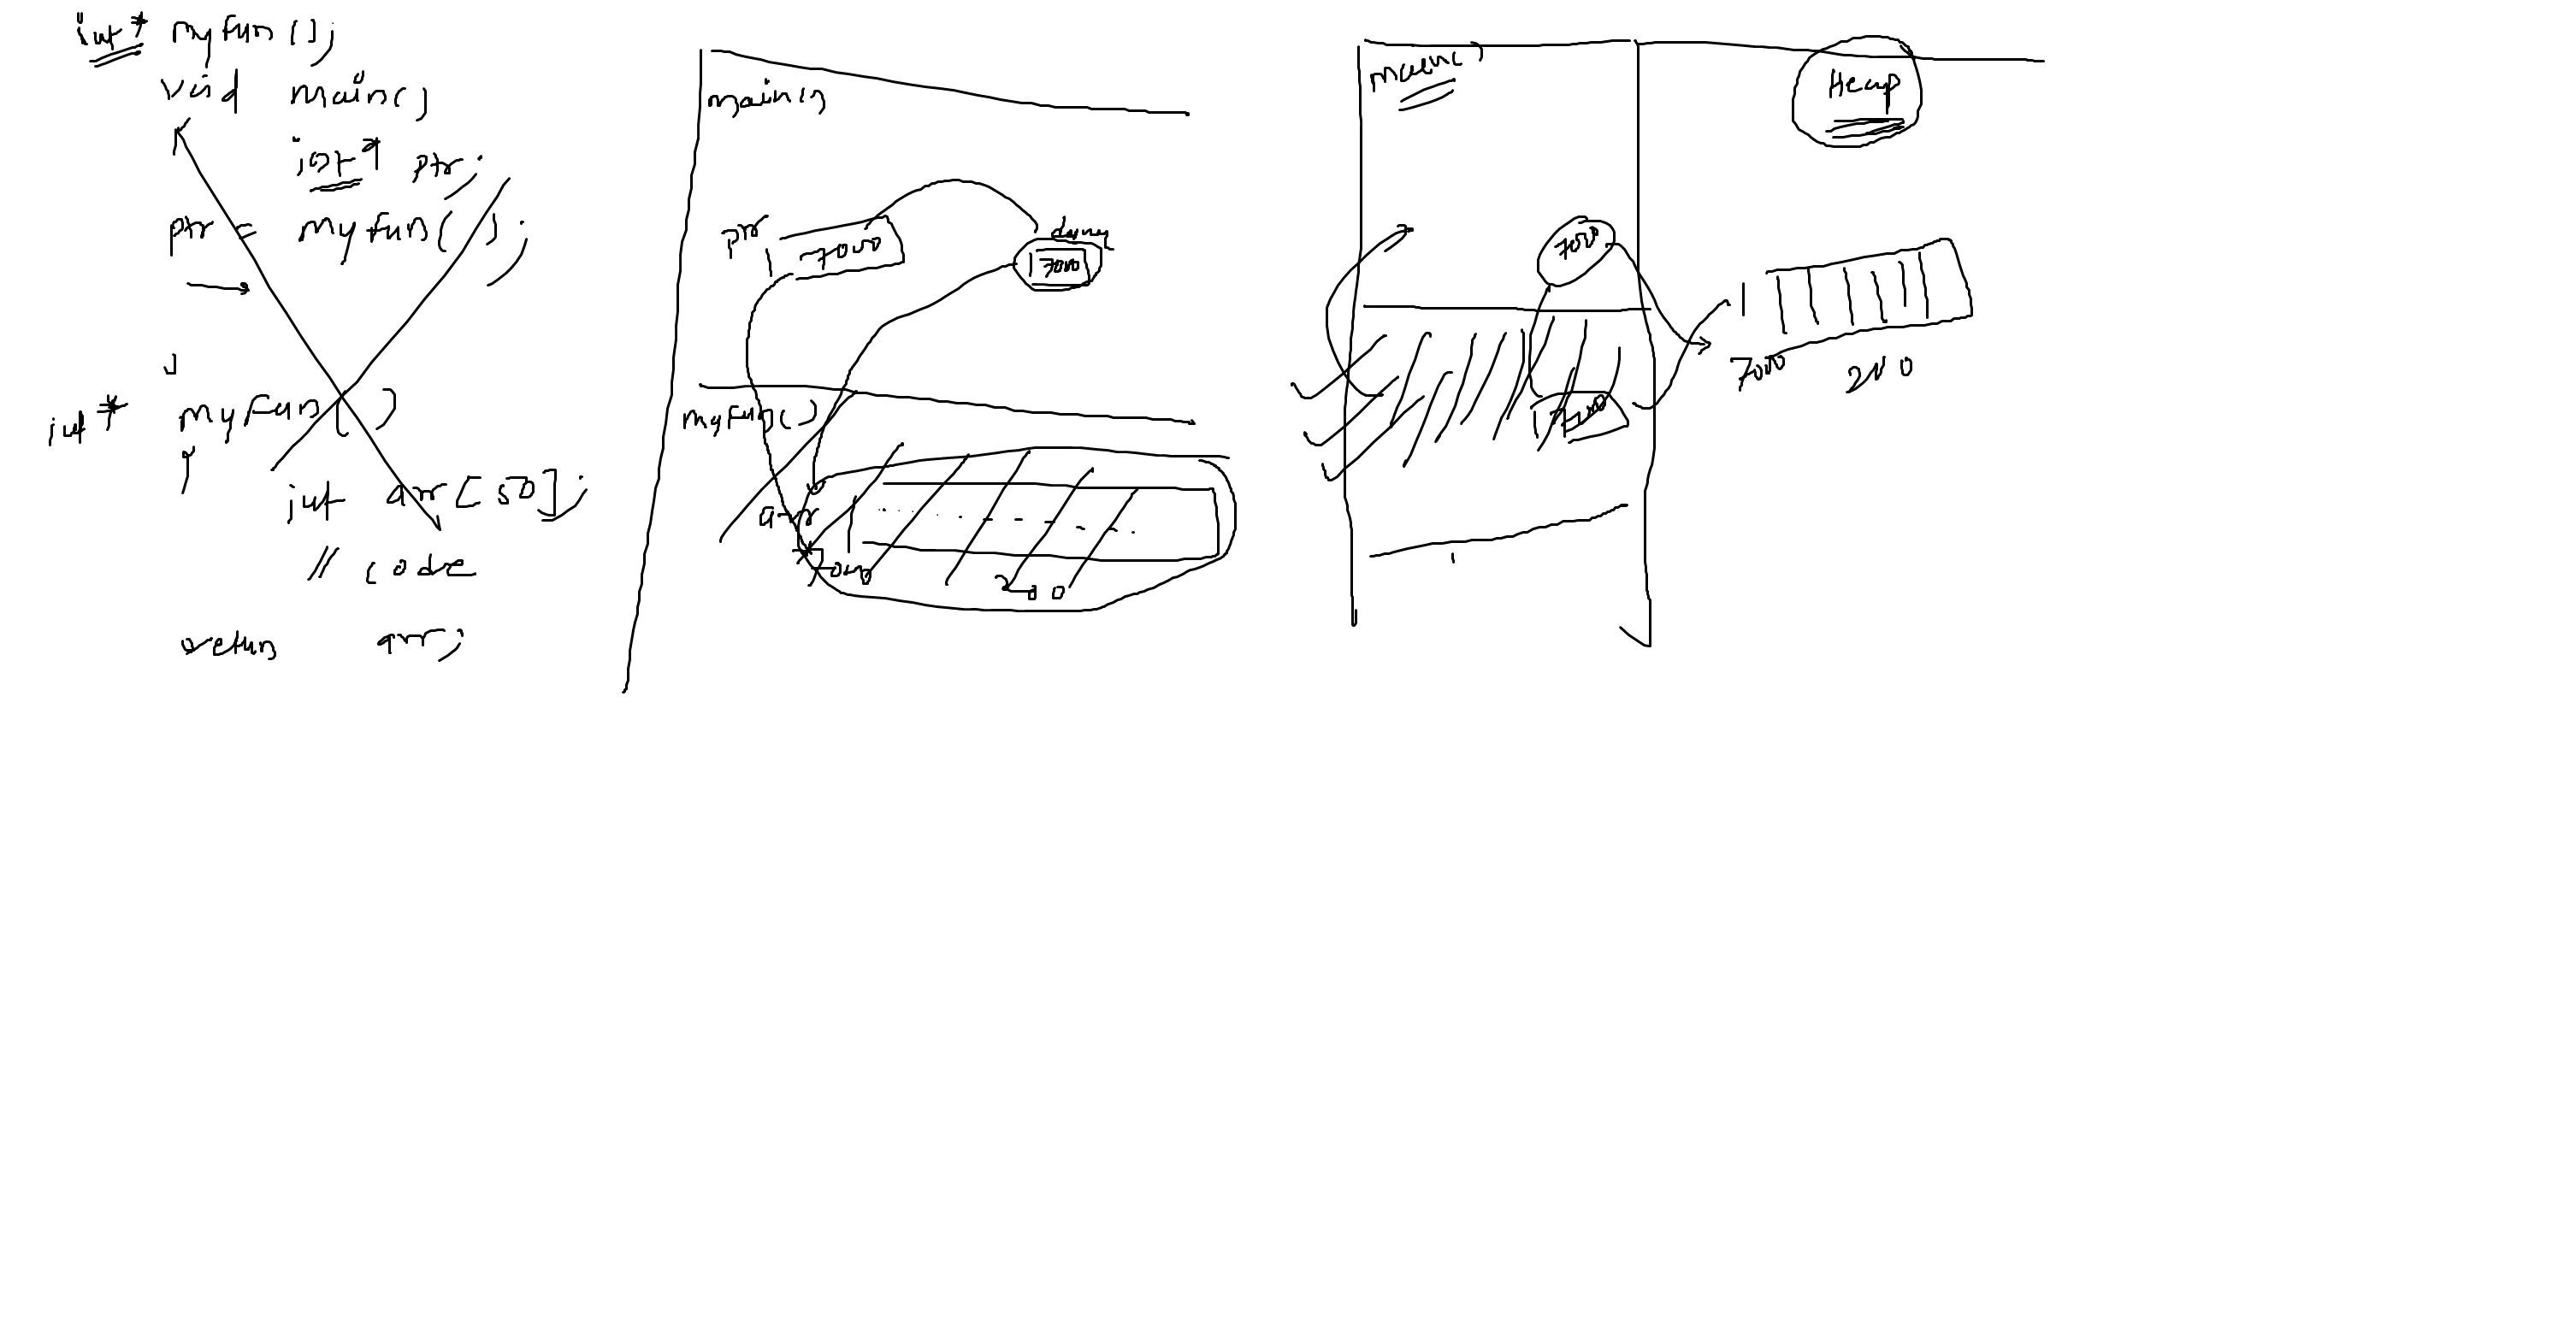 int* myfun();
void main()
int* ptr;
ptr = myfun();
int* myfun()
{
int arr[50];
// code
return arr;
main()
ptr
7000
7000
myfun()
arr
7000
200
main()
Heap
7000
7000
200
7000